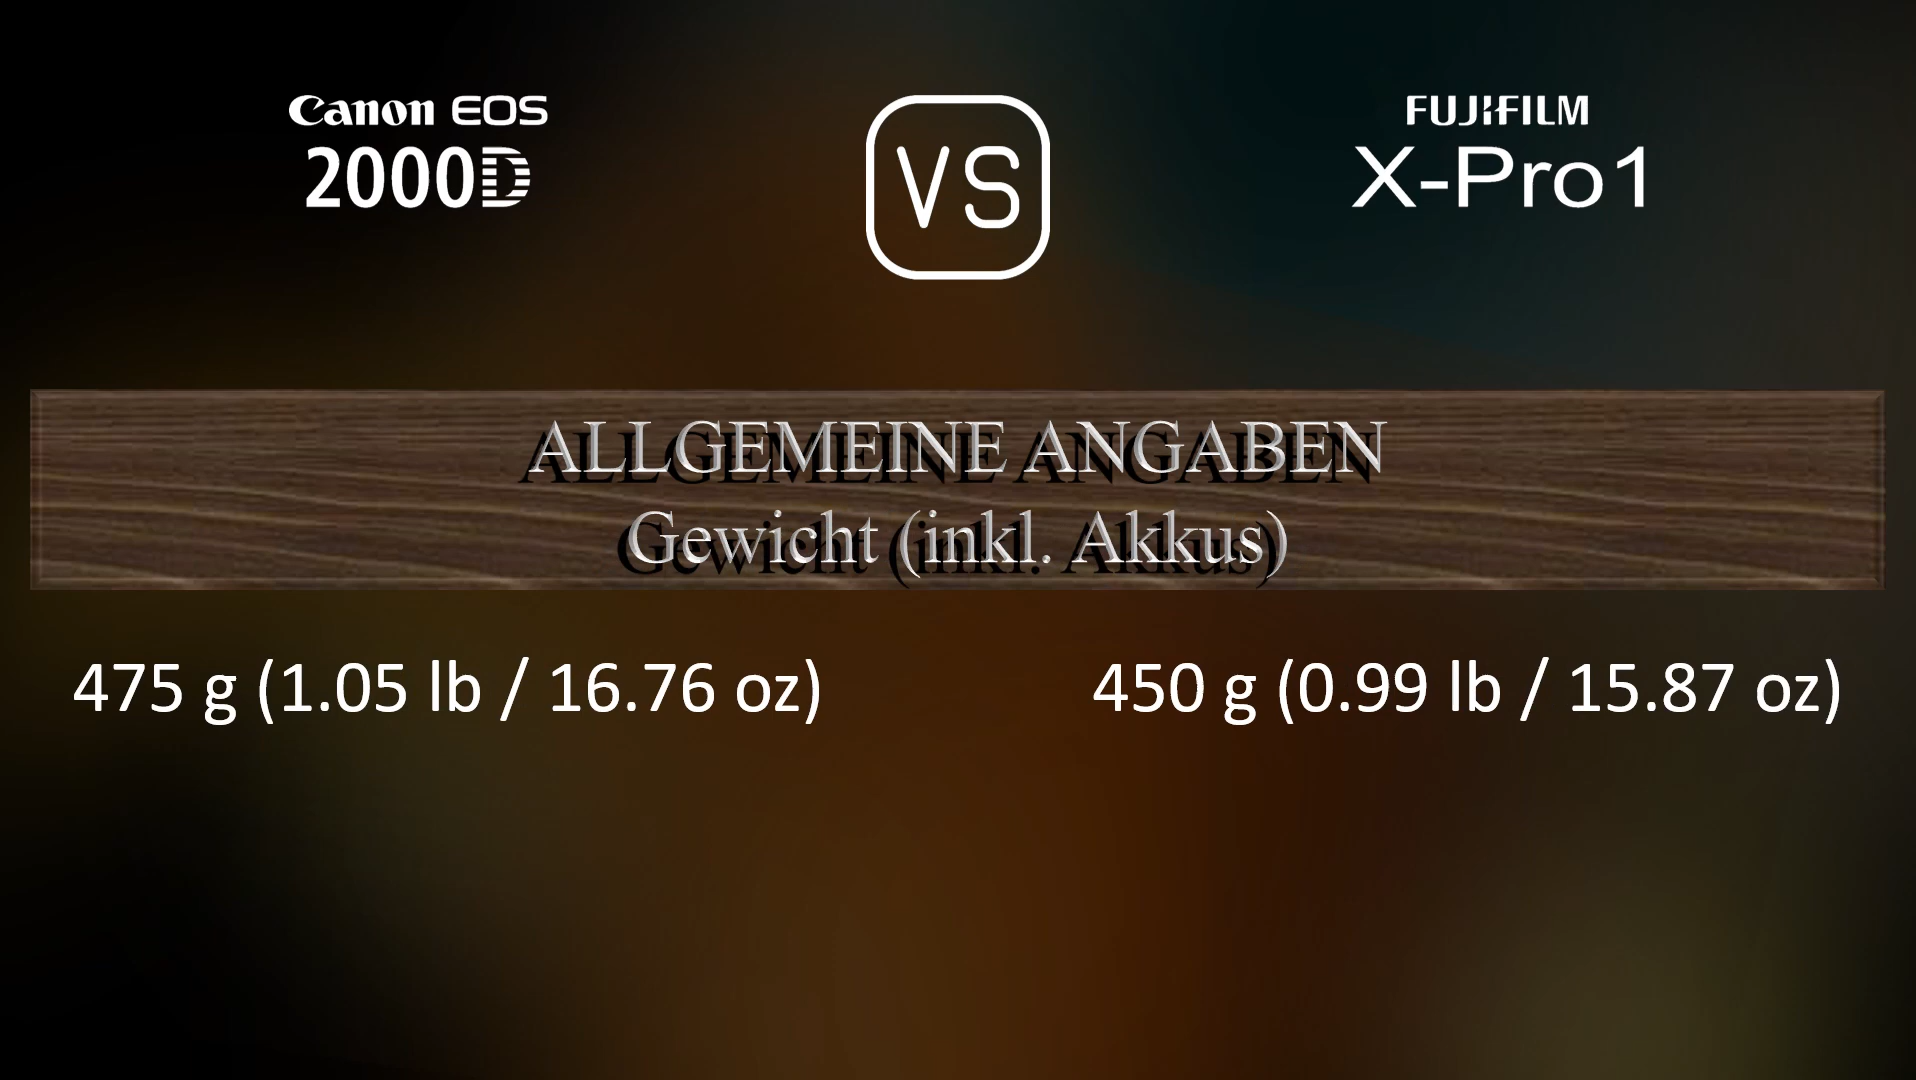 Canon EOS
2000D
VS
FUJIFILM
X-Pro1
ALLGEMEINE ANGABEN
Gewicht (inkl. Akkus)
475 g (1.05 lb / 16.76 oz)
450 g (0.99 lb / 15.87 oz)